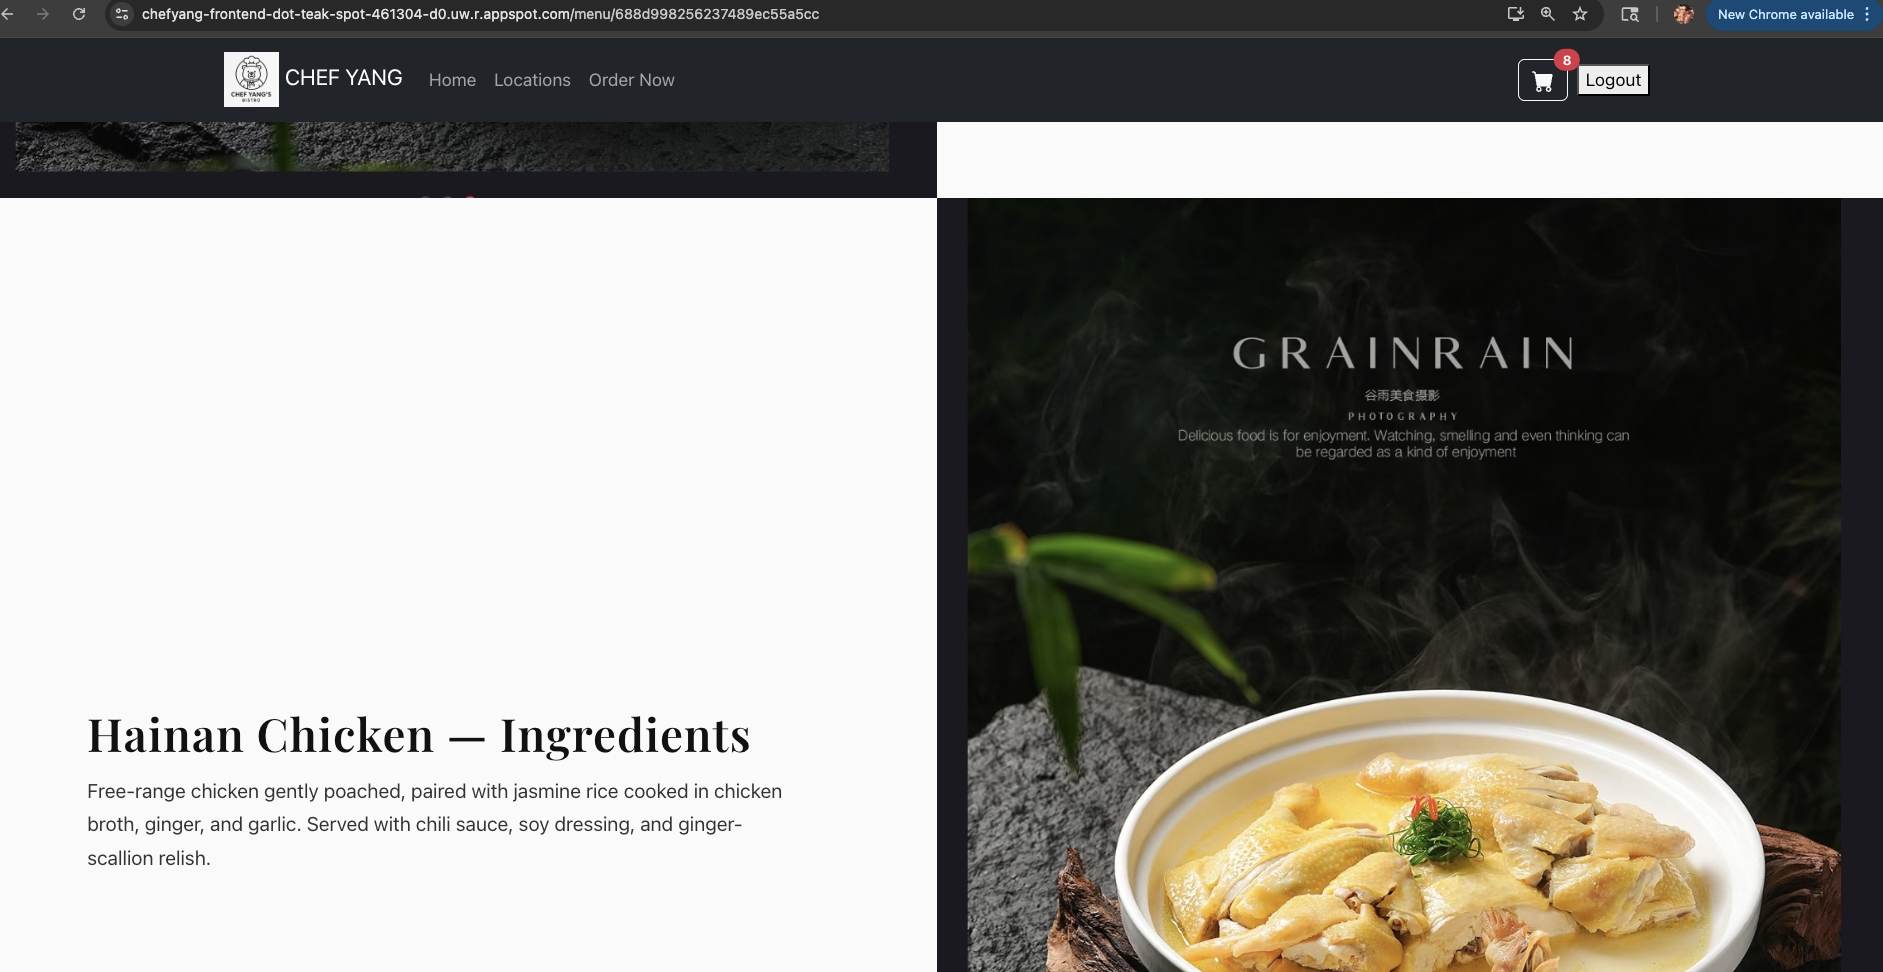 chefyang-frontend-dot-teak-spot-461304-d0.uw.r.appspot.com/menu/688d998256237489ec55a5cc
New Chrome available
CHEF YANG'S
BISTRO
CHEF YANG
Home
Locations
Order Now
8
Logout
GRAINRAIN
谷雨美食摄影
PHOTOGRAPHY
Delicious food is for enjoyment. Watching, smelling and even thinking can
be regarded as a kind of enjoyment
Hainan Chicken — Ingredients
Free-range chicken gently poached, paired with jasmine rice cooked in chicken
broth, ginger, and garlic. Served with chili sauce, soy dressing, and ginger-
scallion relish.